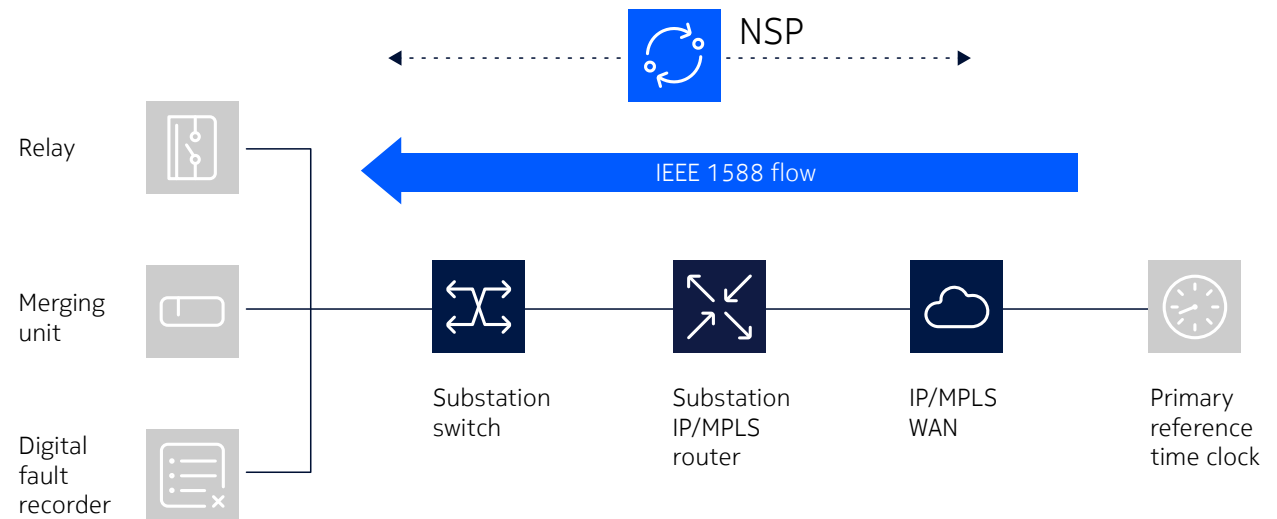 NSP
IEEE 1588 flow
Relay
Merging
unit
Digital
fault
recorder
Substation
switch
Substation
IP/MPLS
router
IP/MPLS
WAN
Primary
reference
time clock